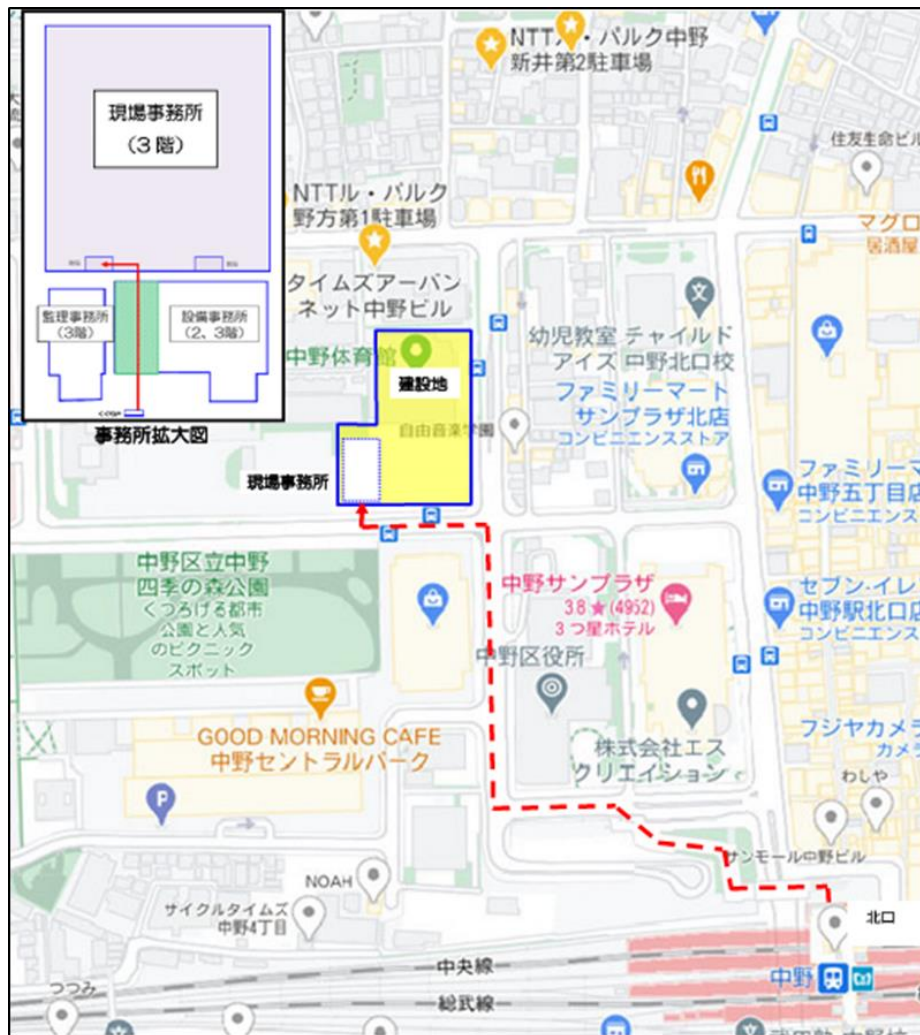 現場事務所
(3階)
監理事務所
(3階)
設備事務所
(2、3階)
事務所拡大図
NTTル・パルク中野
新井第2駐車場
住友生命ビル
NTTル・パルク
野方第1駐車場
マグロ
居酒屋
タイムズアーバン
ネット中野ビル
幼児教室 チャイルド
アイズ 中野北口校
中野体育館
建設地
ファミリーマート
サンプラザ北店
コンビニエンスストア
自由音楽学園
現場事務所
ファミリーマ
中野五丁目店
コンビニエンス
中野区立中野
四季の森公園
くつろげる都市
公園と人気
のピクニック
スポット
中野サンプラザ
3.8★(4952)
3つ星ホテル
セブン-イレ
中野駅北口店
コンビニエンス
中野区役所
GOOD MORNING CAFE
中野セントラルパーク
株式会社エス
クリエイション
フジヤカメラ
カメ
わしや
P
サンモール中野ビル
NOAH
サイクルタイムズ
中野4丁目
北口
中央線
中野
つつみ
総武線